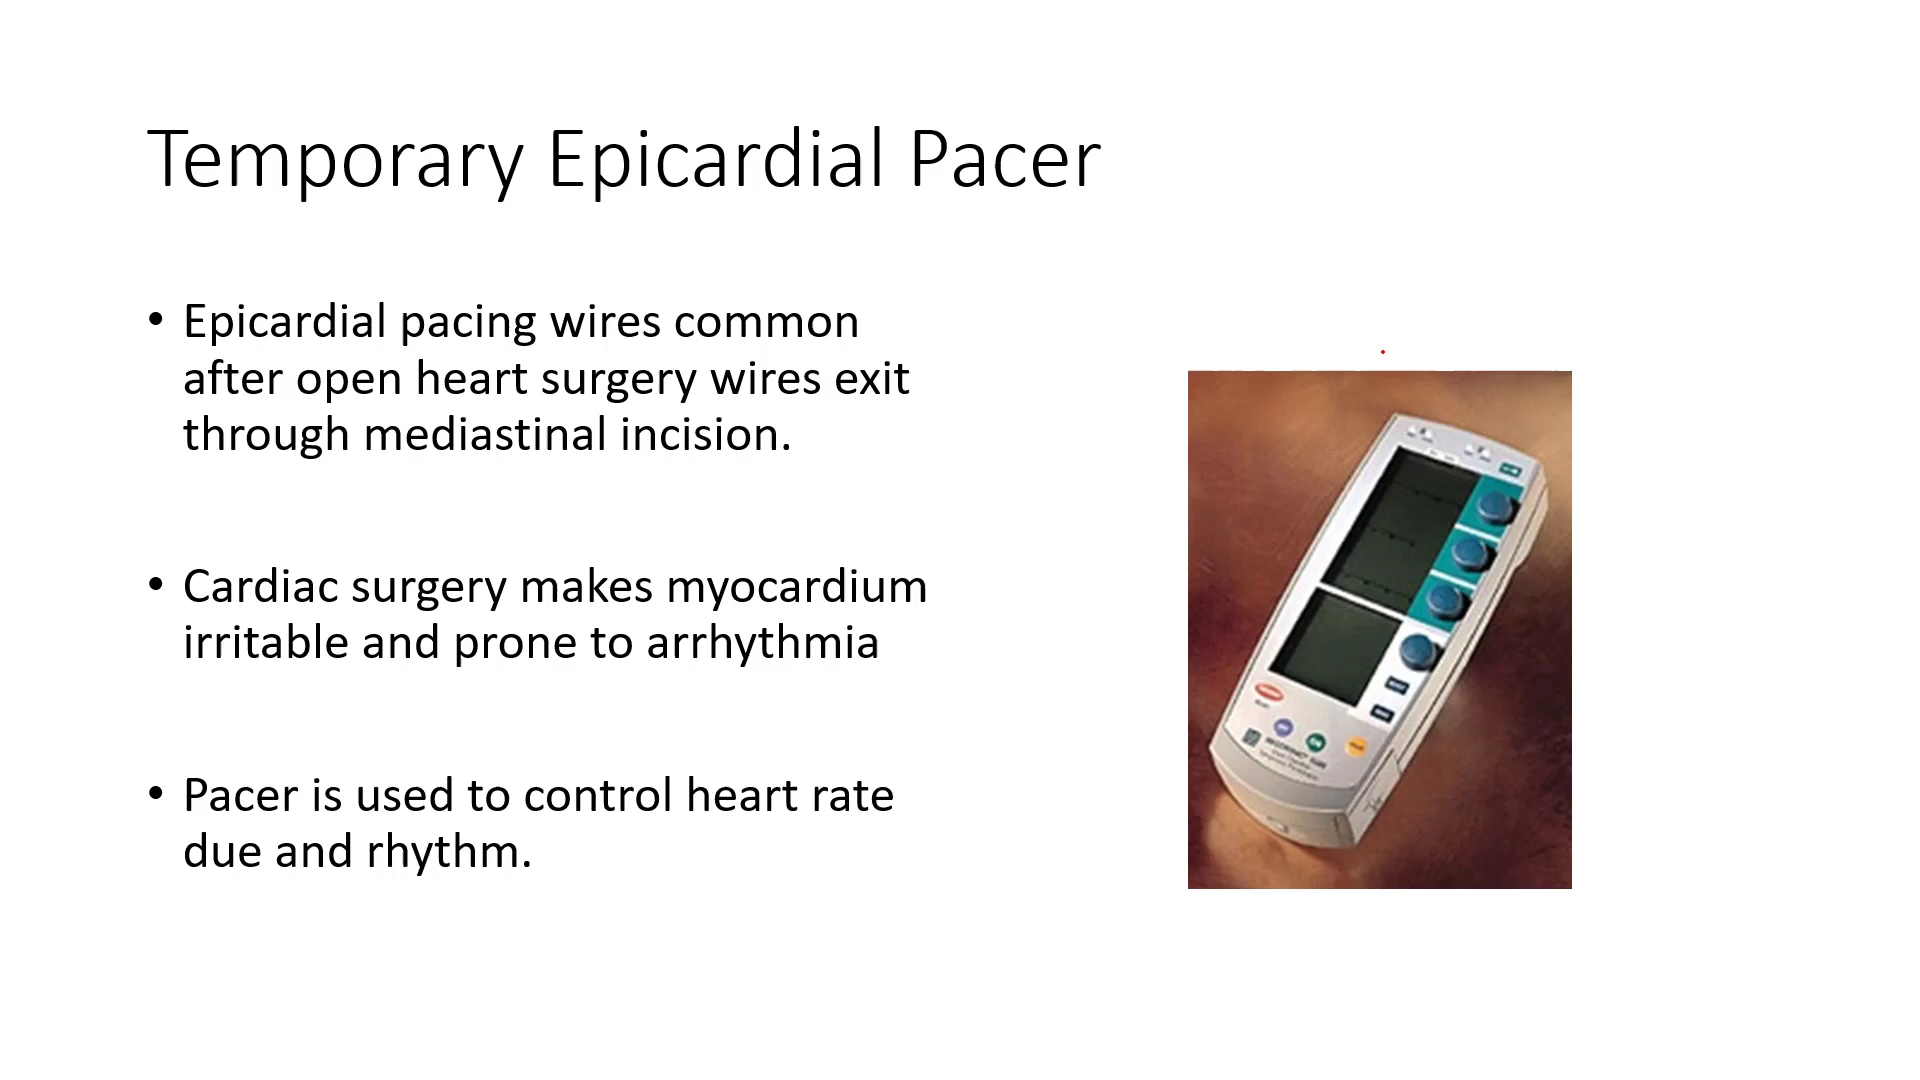 Temporary Epicardial Pacer
• Epicardial pacing wires common
after open heart surgery wires exit
through mediastinal incision.
• Cardiac surgery makes myocardium
irritable and prone to arrhythmia
• Pacer is used to control heart rate
due and rhythm.